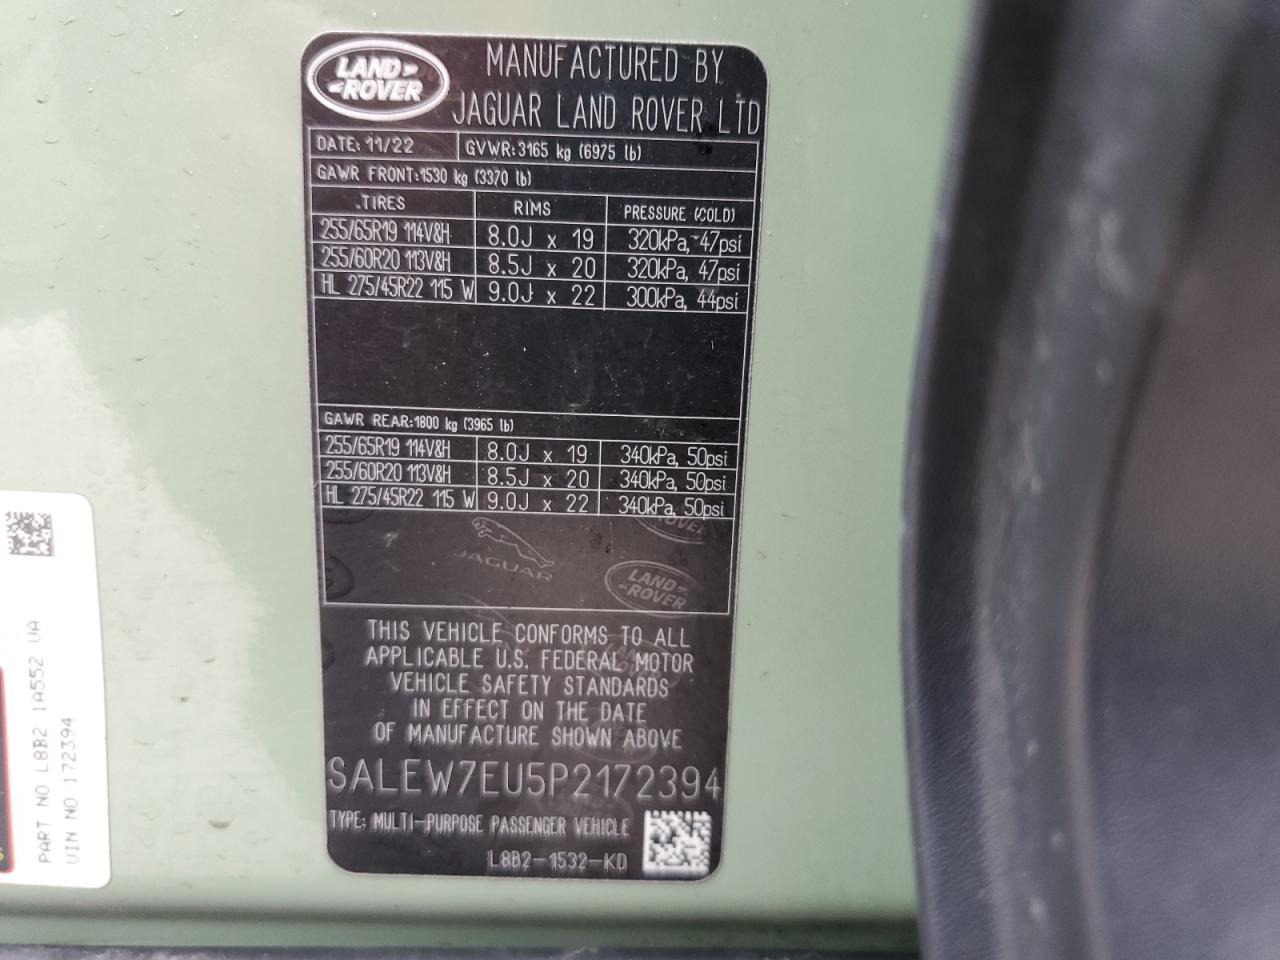 LAND ROVER
MANUFACTURED BY
JAGUAR LAND ROVER LTD
DATE: 11/22 GVWR:3165 kg (6975 lb)
GAWR FRONT:1530 kg (3370 lb)
TIRES RIMS PRESSURE (COLD)
255/65R19 114V&H 8.0J x 19 320kPa, 47psi
255/60R20 113V&H 8.5J x 20 320kPa, 47psi
HL 275/45R22 115 W 9.0J x 22 300kPa, 44psi
GAWR REAR:1800 kg (3965 lb)
255/65R19 114V&H 8.0J x 19 340kPa, 50psi
255/60R20 113V&H 8.5J x 20 340kPa, 50psi
HL 275/45R22 115 W 9.0J x 22 340kPa, 50psi
JAGUAR
LAND ROVER
THIS VEHICLE CONFORMS TO ALL
APPLICABLE U.S. FEDERAL MOTOR
VEHICLE SAFETY STANDARDS
IN EFFECT ON THE DATE
OF MANUFACTURE SHOWN ABOVE
SALEW7EU5P2172394
TYPE: MULTI-PURPOSE PASSENGER VEHICLE
L8B2-1532-KD
PART NO L8B2 1A552 UA
VIN NO 172394